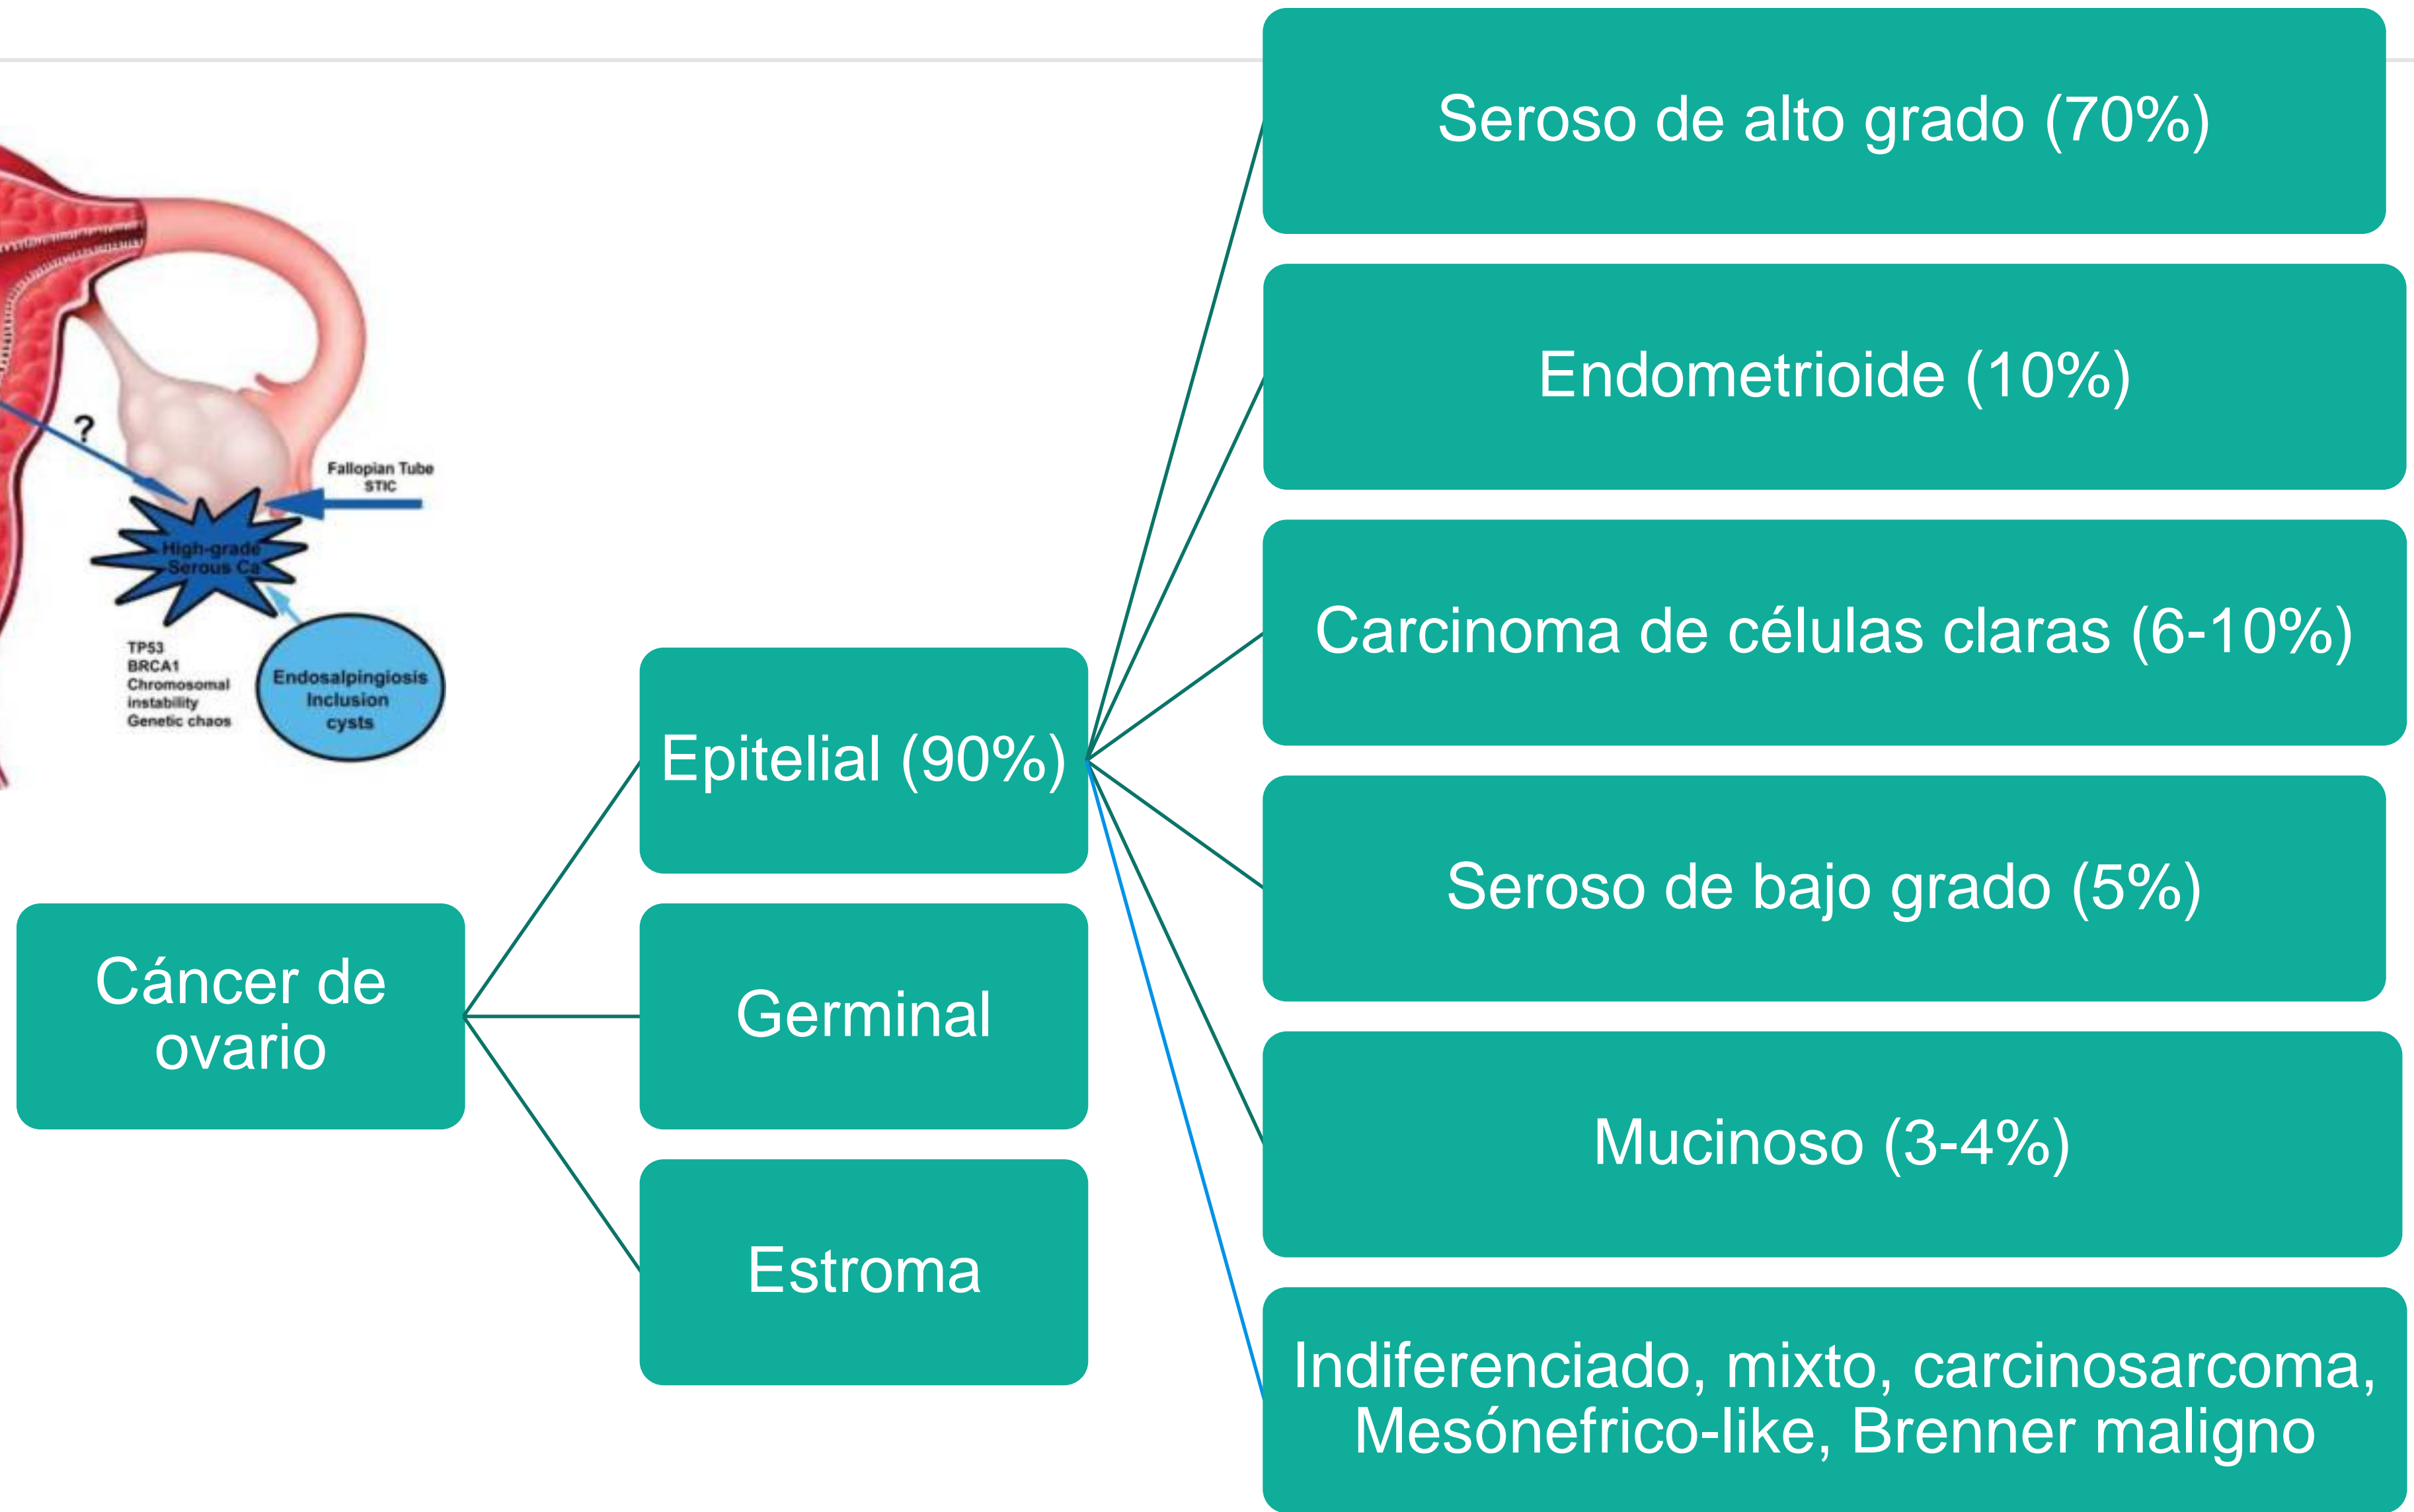 ?
Fallopian Tube
STIC
High-grade
Serous Ca
TP53
BRCA1
Chromosomal
instability
Genetic chaos
Endosalpingiosis
Inclusion
cysts
Cáncer de
ovario
Epitelial (90%)
Germinal
Estroma
Seroso de alto grado (70%)
Endometrioide (10%)
Carcinoma de células claras (6-10%)
Seroso de bajo grado (5%)
Mucinoso (3-4%)
Indiferenciado, mixto, carcinosarcoma,
Mesónefrico-like, Brenner maligno